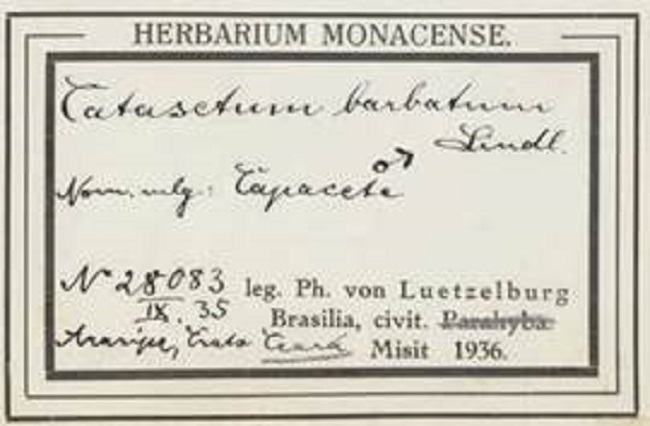 HERBARIUM MONACENSE.
Catasetum barbatum
Lindl.
♂
Nom. vulg: Capacete
No 28083 leg. Ph. von Luetzelburg
IX. 35 Brasilia, civit. Parahyba
Araripe, Crato Ceará Misit 1936.